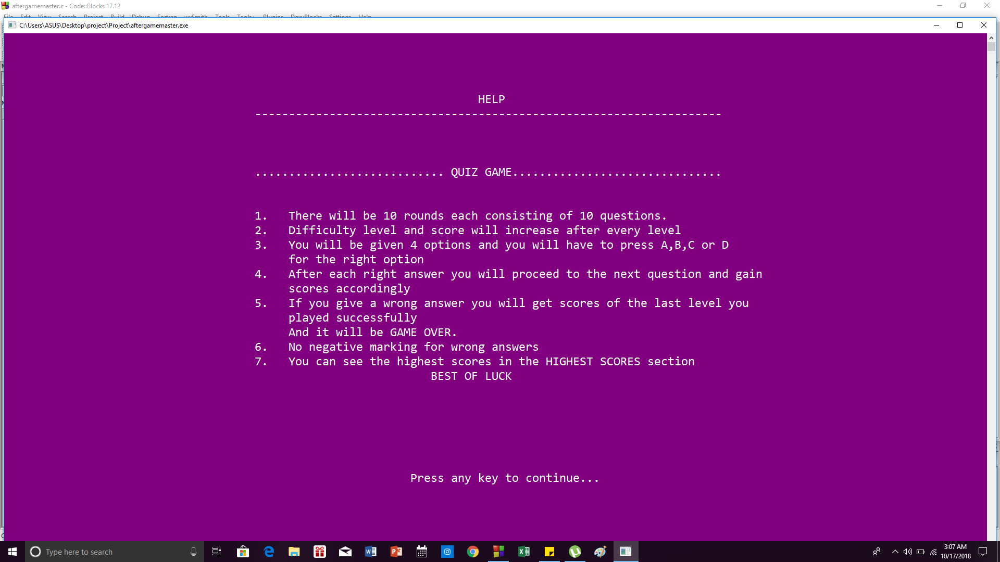 aftergamemaster.c - Code::Blocks 17.12
File Edit View Search Project Build Debug Fortran wxSmith Tools Tools+ Plugins DoxyBlocks Settings Help
C:\Users\ASUS\Desktop\project\Project\aftergamemaster.exe
HELP
---------------------------------------------------------------------
............................ QUIZ GAME...............................
1. There will be 10 rounds each consisting of 10 questions.
2. Difficulty level and score will increase after every level
3. You will be given 4 options and you will have to press A,B,C or D
for the right option
4. After each right answer you will proceed to the next question and gain
scores accordingly
5. If you give a wrong answer you will get scores of the last level you
played successfully
And it will be GAME OVER.
6. No negative marking for wrong answers
7. You can see the highest scores in the HIGHEST SCORES section
BEST OF LUCK
Press any key to continue...
Type here to search
3:07 AM
10/17/2018